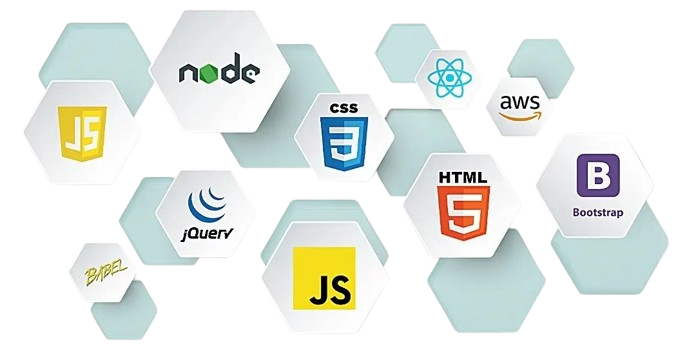 node
CSS
3
aws
JS
HTML
5
B
Bootstrap
jQuery
BABEL
JS